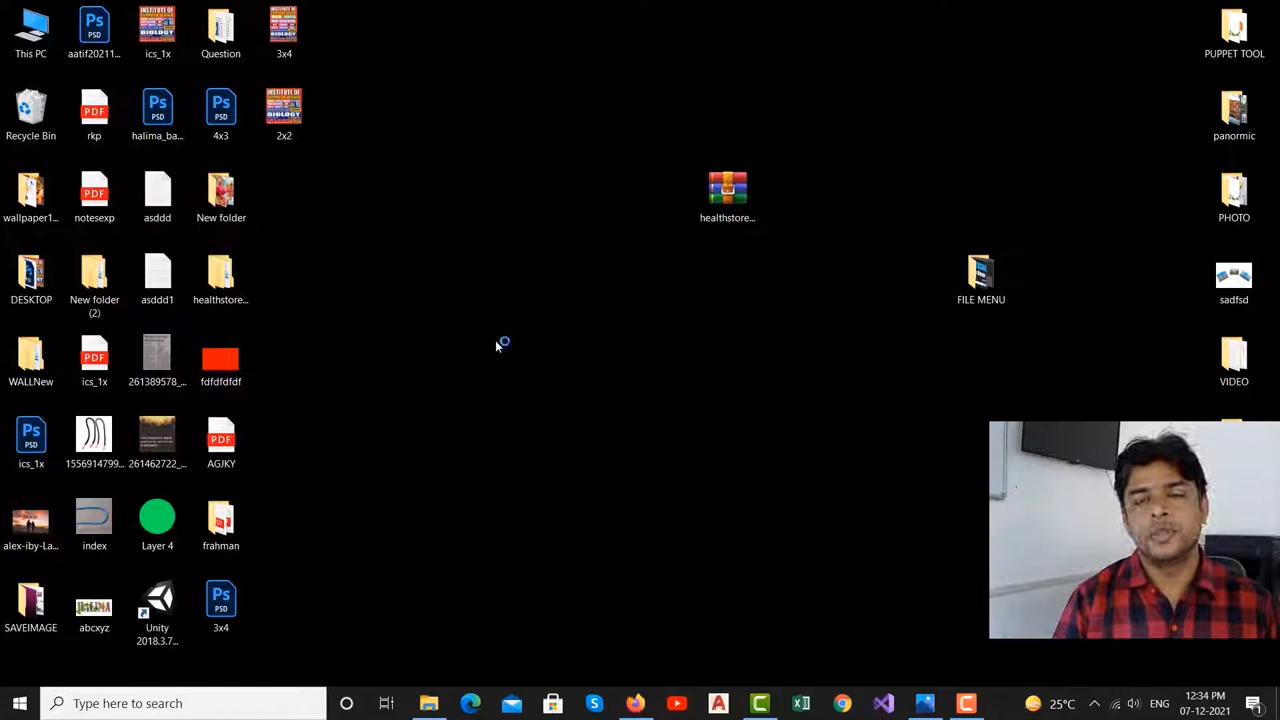 This PC
aatif20211...
ics_1x
Question
3x4
PUPPET TOOL
Recycle Bin
rkp
halima_ba...
4x3
2x2
panormic
wallpaper1...
notesexp
asddd
New folder
healthstore...
PHOTO
DESKTOP
New folder
(2)
asddd1
healthstore...
FILE MENU
sadfsd
WALLNew
ics_1x
261389578_...
fdfdfdfdf
VIDEO
ics_1x
1556914799...
261462722_...
AGJKY
alex-iby-La...
index
Layer 4
frahman
SAVEIMAGE
abcxyz
Unity
2018.3.7...
3x4
Type here to search
25°C
ENG
12:34 PM
07-12-2021